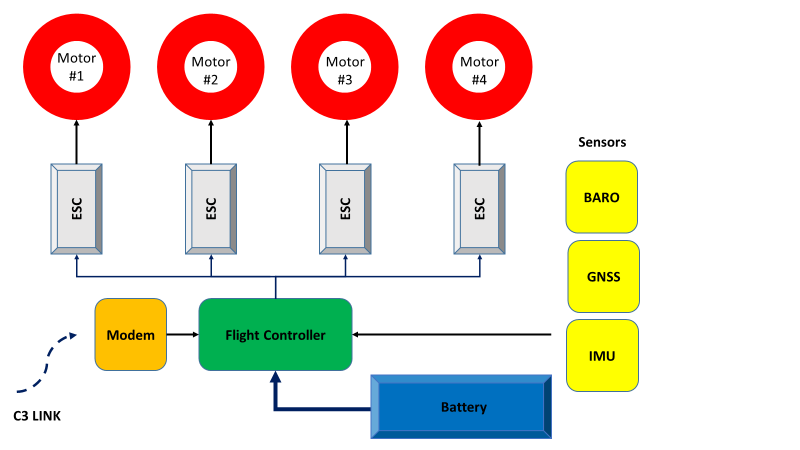 Motor
#1
Motor
#2
Motor
#3
Motor
#4
Sensors
ESC
ESC
ESC
ESC
BARO
GNSS
Modem
Flight Controller
IMU
Battery
C3 LINK